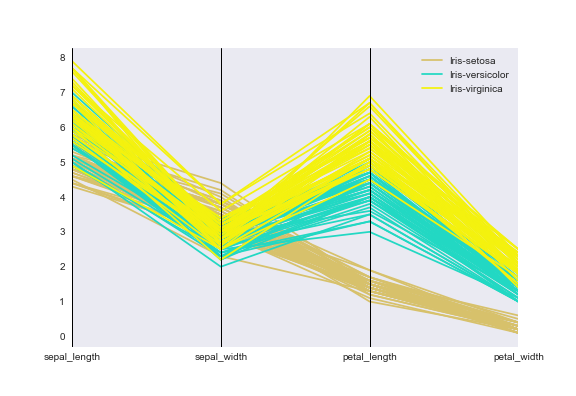 8
Iris-setosa
Iris-versicolor
Iris-virginica
7
6
5
4
3
2
1
0
sepal_length sepal_width petal_length petal_width